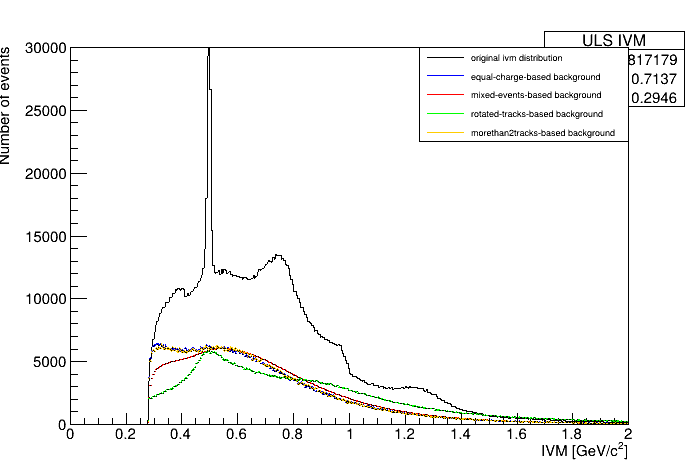 ULS IVM
817179
0.7137
0.2946
original ivm distribution
equal-charge-based background
mixed-events-based background
rotated-tracks-based background
morethan2tracks-based background
Number of events
30000
25000
20000
15000
10000
5000
0
0 0.2 0.4 0.6 0.8 1 1.2 1.4 1.6 1.8 2
IVM [GeV/c²]